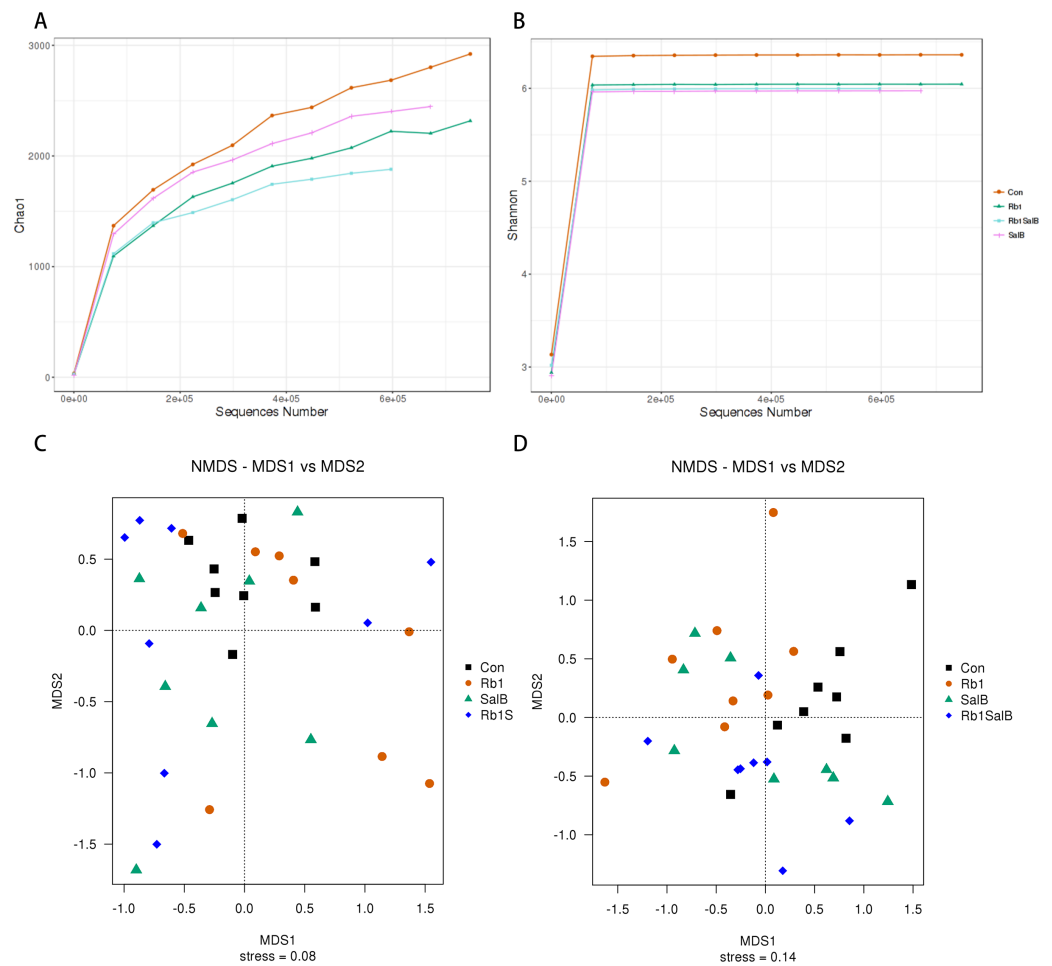 A
3000
2000
1000
0
Chao1
0e+00
2e+05
4e+05
6e+05
Sequences Number
B
6
5
4
3
Shannon
0e+00
2e+05
4e+05
6e+05
Sequences Number
Con
Rb1
Rb1SalB
SalB
C
NMDS - MDS1 vs MDS2
0.5
0.0
-0.5
-1.0
-1.5
MDS2
-1.0
-0.5
0.0
0.5
1.0
1.5
MDS1
stress = 0.08
Con
Rb1
SalB
Rb1S
D
NMDS - MDS1 vs MDS2
1.5
1.0
0.5
0.0
-0.5
-1.0
MDS2
-1.5
-1.0
-0.5
0.0
0.5
1.0
1.5
MDS1
stress = 0.14
Con
Rb1
SalB
Rb1SalB